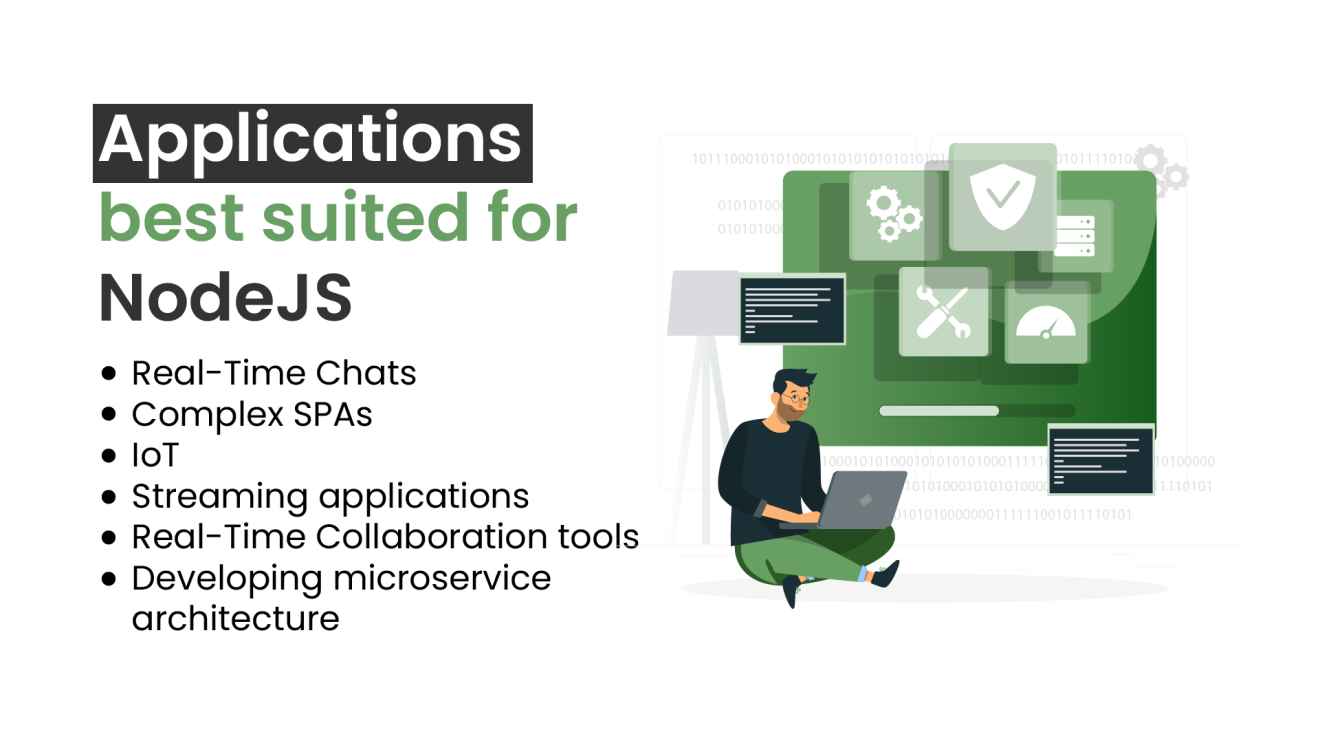 Applications
best suited for
NodeJS
• Real-Time Chats
• Complex SPAs
• IoT
• Streaming applications
• Real-Time Collaboration tools
• Developing microservice
architecture